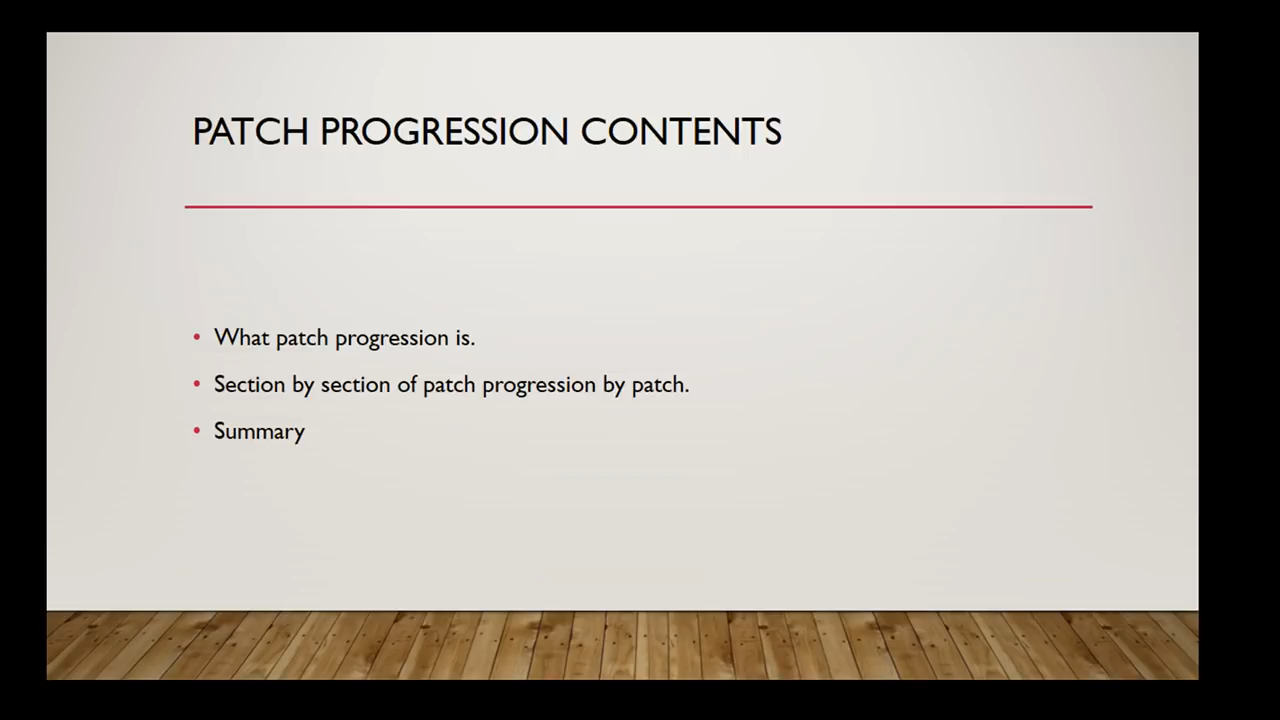 PATCH PROGRESSION CONTENTS
• What patch progression is.
• Section by section of patch progression by patch.
• Summary